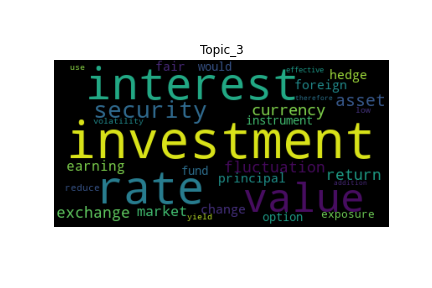 Topic_3
use fair would effective
interest hedge
foreign
security therefore asset low
currency
volatility instrument
investment
earning fluctuation
fund principal return
reduce rate addition
value
exchange market change option exposure
yield